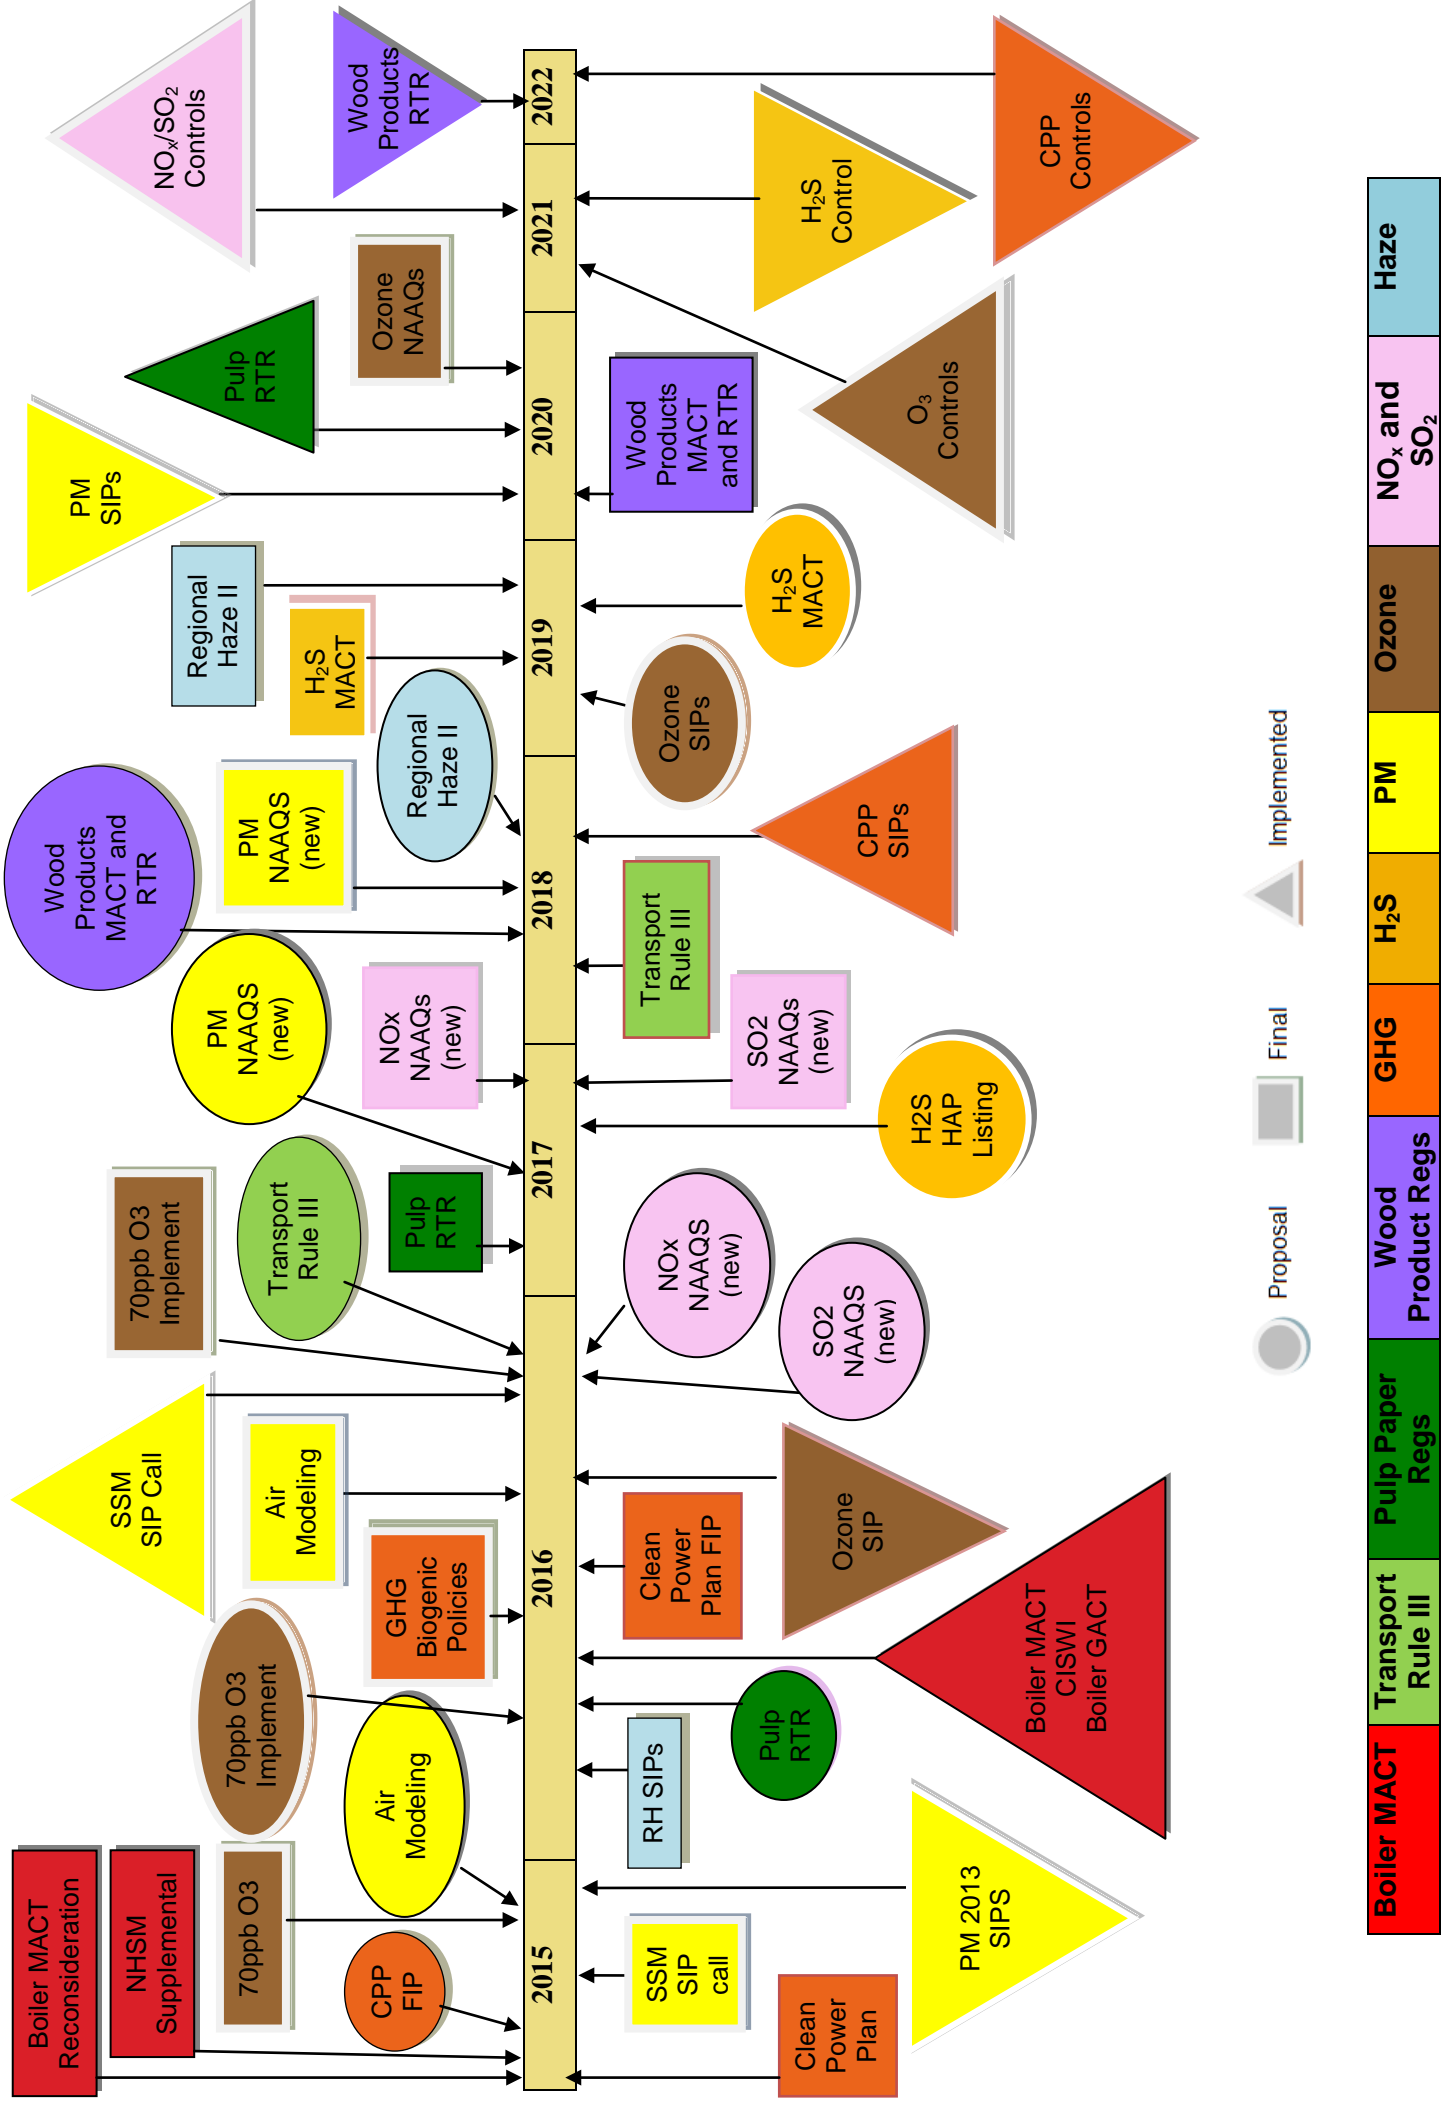 Boiler MACT
Reconsideration
NHSM
Supplemental
70ppb O3
CPP
FIP
Air
Modeling
70ppb O3
Implement
GHG
Biogenic
Policies
Air
Modeling
SSM
SIP Call
70ppb O3
Implement
Transport
Rule III
Pulp
RTR
PM
NAAQS
(new)
NOx
NAAQs
(new)
Wood
Products
MACT and
RTR
PM
NAAQS
(new)
Regional
Haze II
H₂S
MACT
Regional
Haze II
PM
SIPs
Pulp
RTR
Ozone
NAAQs
NOₓ/SO₂
Controls
Wood
Products
RTR
2015
2016
2017
2018
2019
2020
2021
2022
Clean
Power
Plan
SSM
SIP
call
PM 2013
SIPS
RH SIPs
Pulp
RTR
Boiler MACT
CISWI
Boiler GACT
Clean
Power
Plan FIP
Ozone
SIP
SO2
NAAQS
(new)
NOx
NAAQS
(new)
H2S
HAP
Listing
SO2
NAAQs
(new)
Transport
Rule III
CPP
SIPs
Ozone
SIPs
H₂S
MACT
Wood
Products
MACT
and RTR
O₃
Controls
H₂S
Control
CPP
Controls
Proposal
Final
Implemented
Boiler MACT
Transport
Rule III
Pulp Paper
Regs
Wood
Product Regs
GHG
H₂S
PM
Ozone
NOₓ and
SO₂
Haze